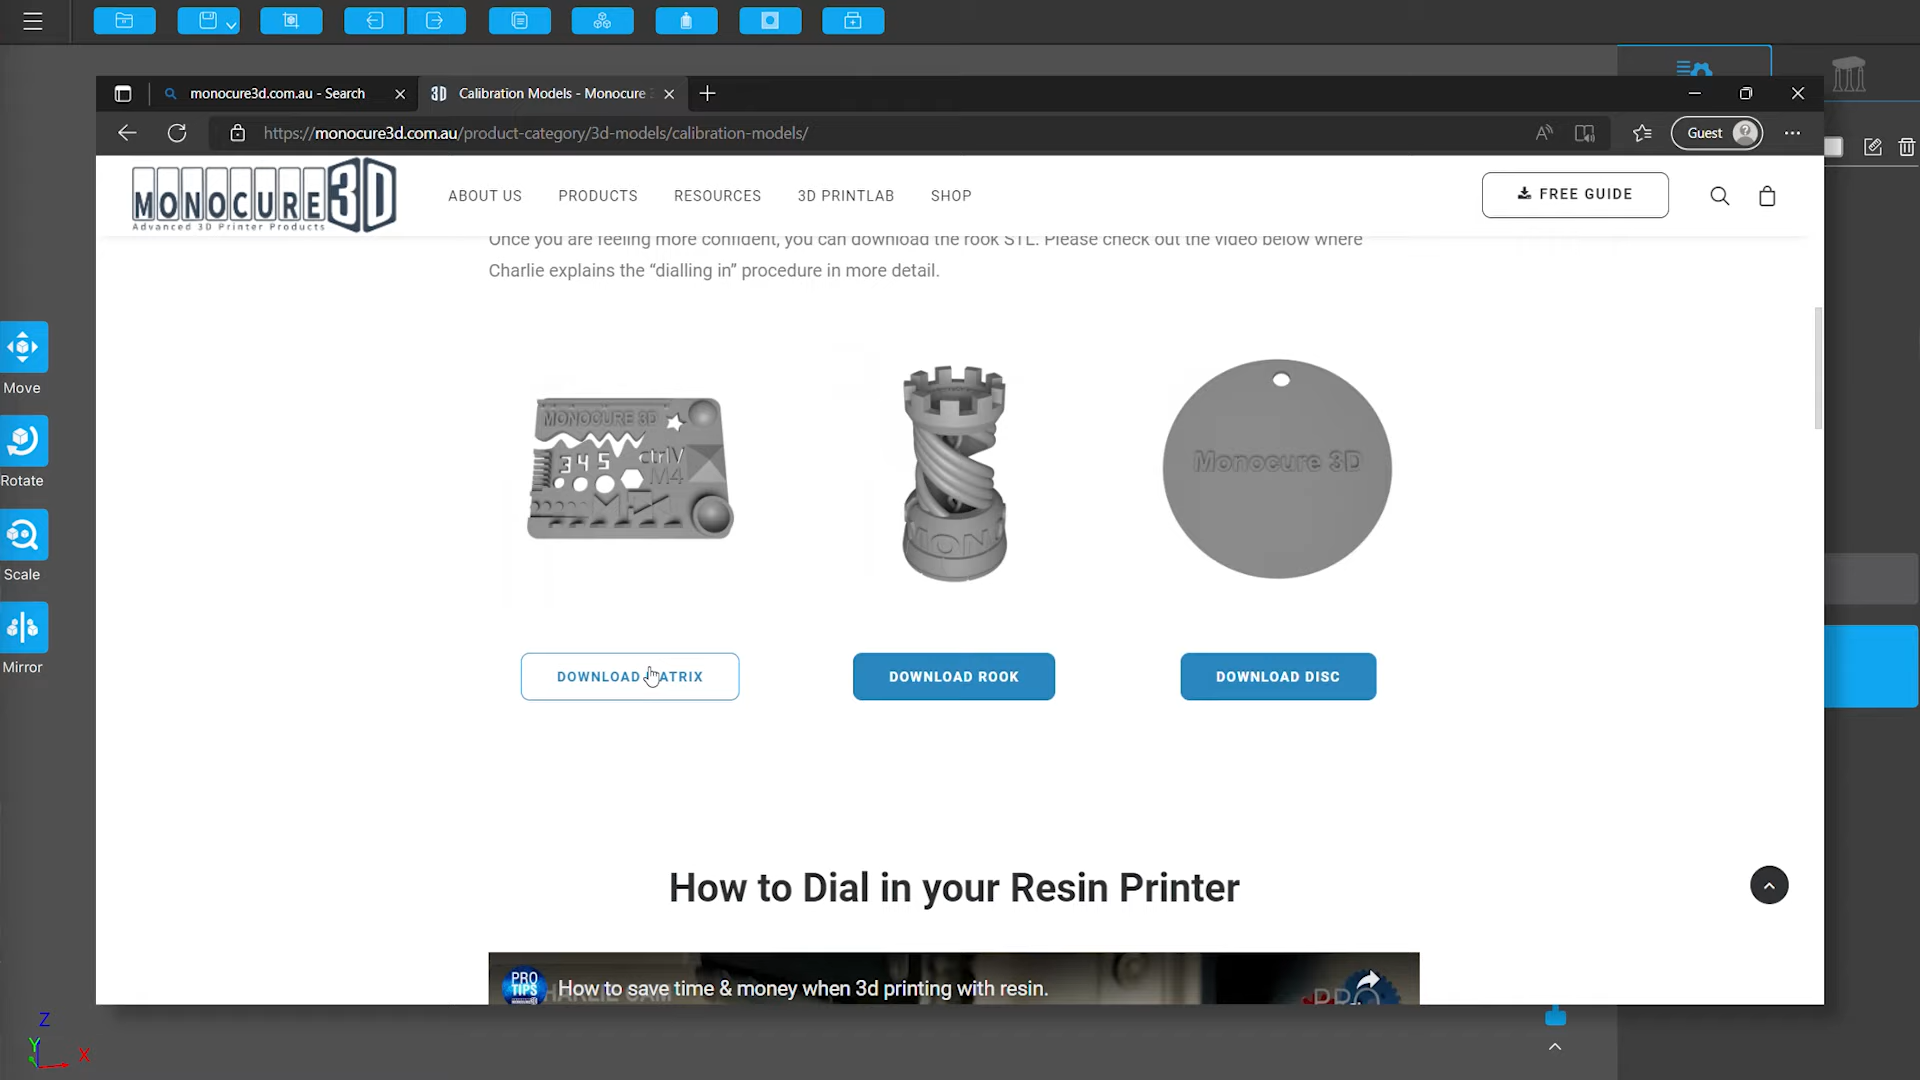 monocure3d.com.au - Search
Calibration Models - Monocure 3
https://monocure3d.com.au/product-category/3d-models/calibration-models/
Guest
MONOCURE3D
Advanced 3D Printer Products
ABOUT US
PRODUCTS
RESOURCES
3D PRINTLAB
SHOP
FREE GUIDE
Once you are feeling more confident, you can download the rook STL. Please check out the video below where
Charlie explains the “dialling in” procedure in more detail.
Move
Rotate
Scale
Mirror
MONOCURE 3D
3 4 5
ctrlV
M4
MON
Monocure 3D
DOWNLOAD ATRIX
DOWNLOAD ROOK
DOWNLOAD DISC
How to Dial in your Resin Printer
PRO
TIPS
How to save time & money when 3d printing with resin.
CHARLIE CAM
PRO
Z
Y
X